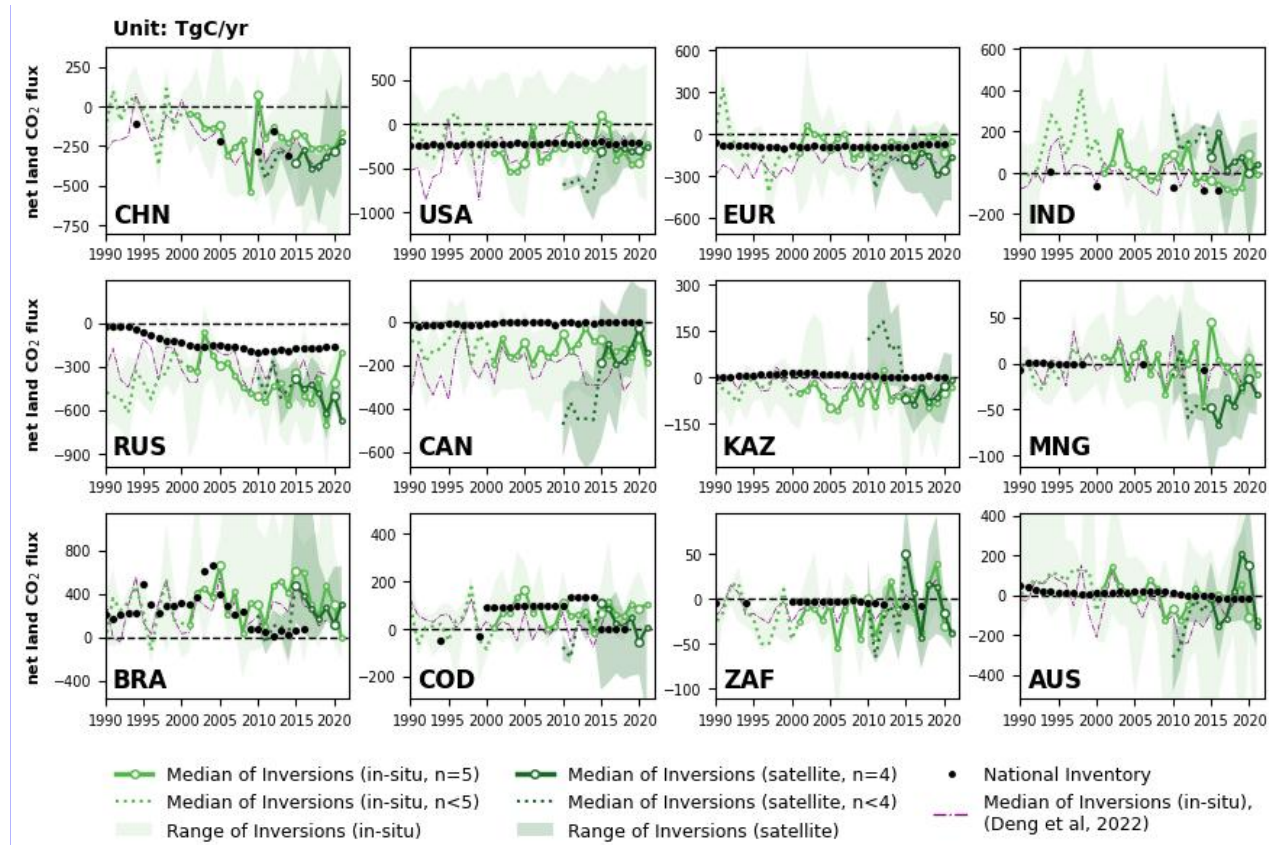 Unit: TgC/yr
net land CO₂ flux
250
0
−250
−500
−750
CHN
1990 1995 2000 2005 2010 2015 2020
500
0
−500
−1000
USA
1990 1995 2000 2005 2010 2015 2020
600
300
0
−300
−600
EUR
1990 1995 2000 2005 2010 2015 2020
600
400
200
0
−200
IND
1990 1995 2000 2005 2010 2015 2020
net land CO₂ flux
0
−300
−600
−900
RUS
1990 1995 2000 2005 2010 2015 2020
0
−200
−400
−600
CAN
1990 1995 2000 2005 2010 2015 2020
300
150
0
−150
KAZ
1990 1995 2000 2005 2010 2015 2020
50
0
−50
−100
MNG
1990 1995 2000 2005 2010 2015 2020
net land CO₂ flux
800
400
0
−400
BRA
1990 1995 2000 2005 2010 2015 2020
400
200
0
−200
COD
1990 1995 2000 2005 2010 2015 2020
50
0
−50
−100
ZAF
1990 1995 2000 2005 2010 2015 2020
400
200
0
−200
−400
AUS
1990 1995 2000 2005 2010 2015 2020
Median of Inversions (in-situ, n=5)
Median of Inversions (in-situ, n<5)
Range of Inversions (in-situ)
Median of Inversions (satellite, n=4)
Median of Inversions (satellite, n<4)
Range of Inversions (satellite)
National Inventory
Median of Inversions (in-situ),
(Deng et al, 2022)